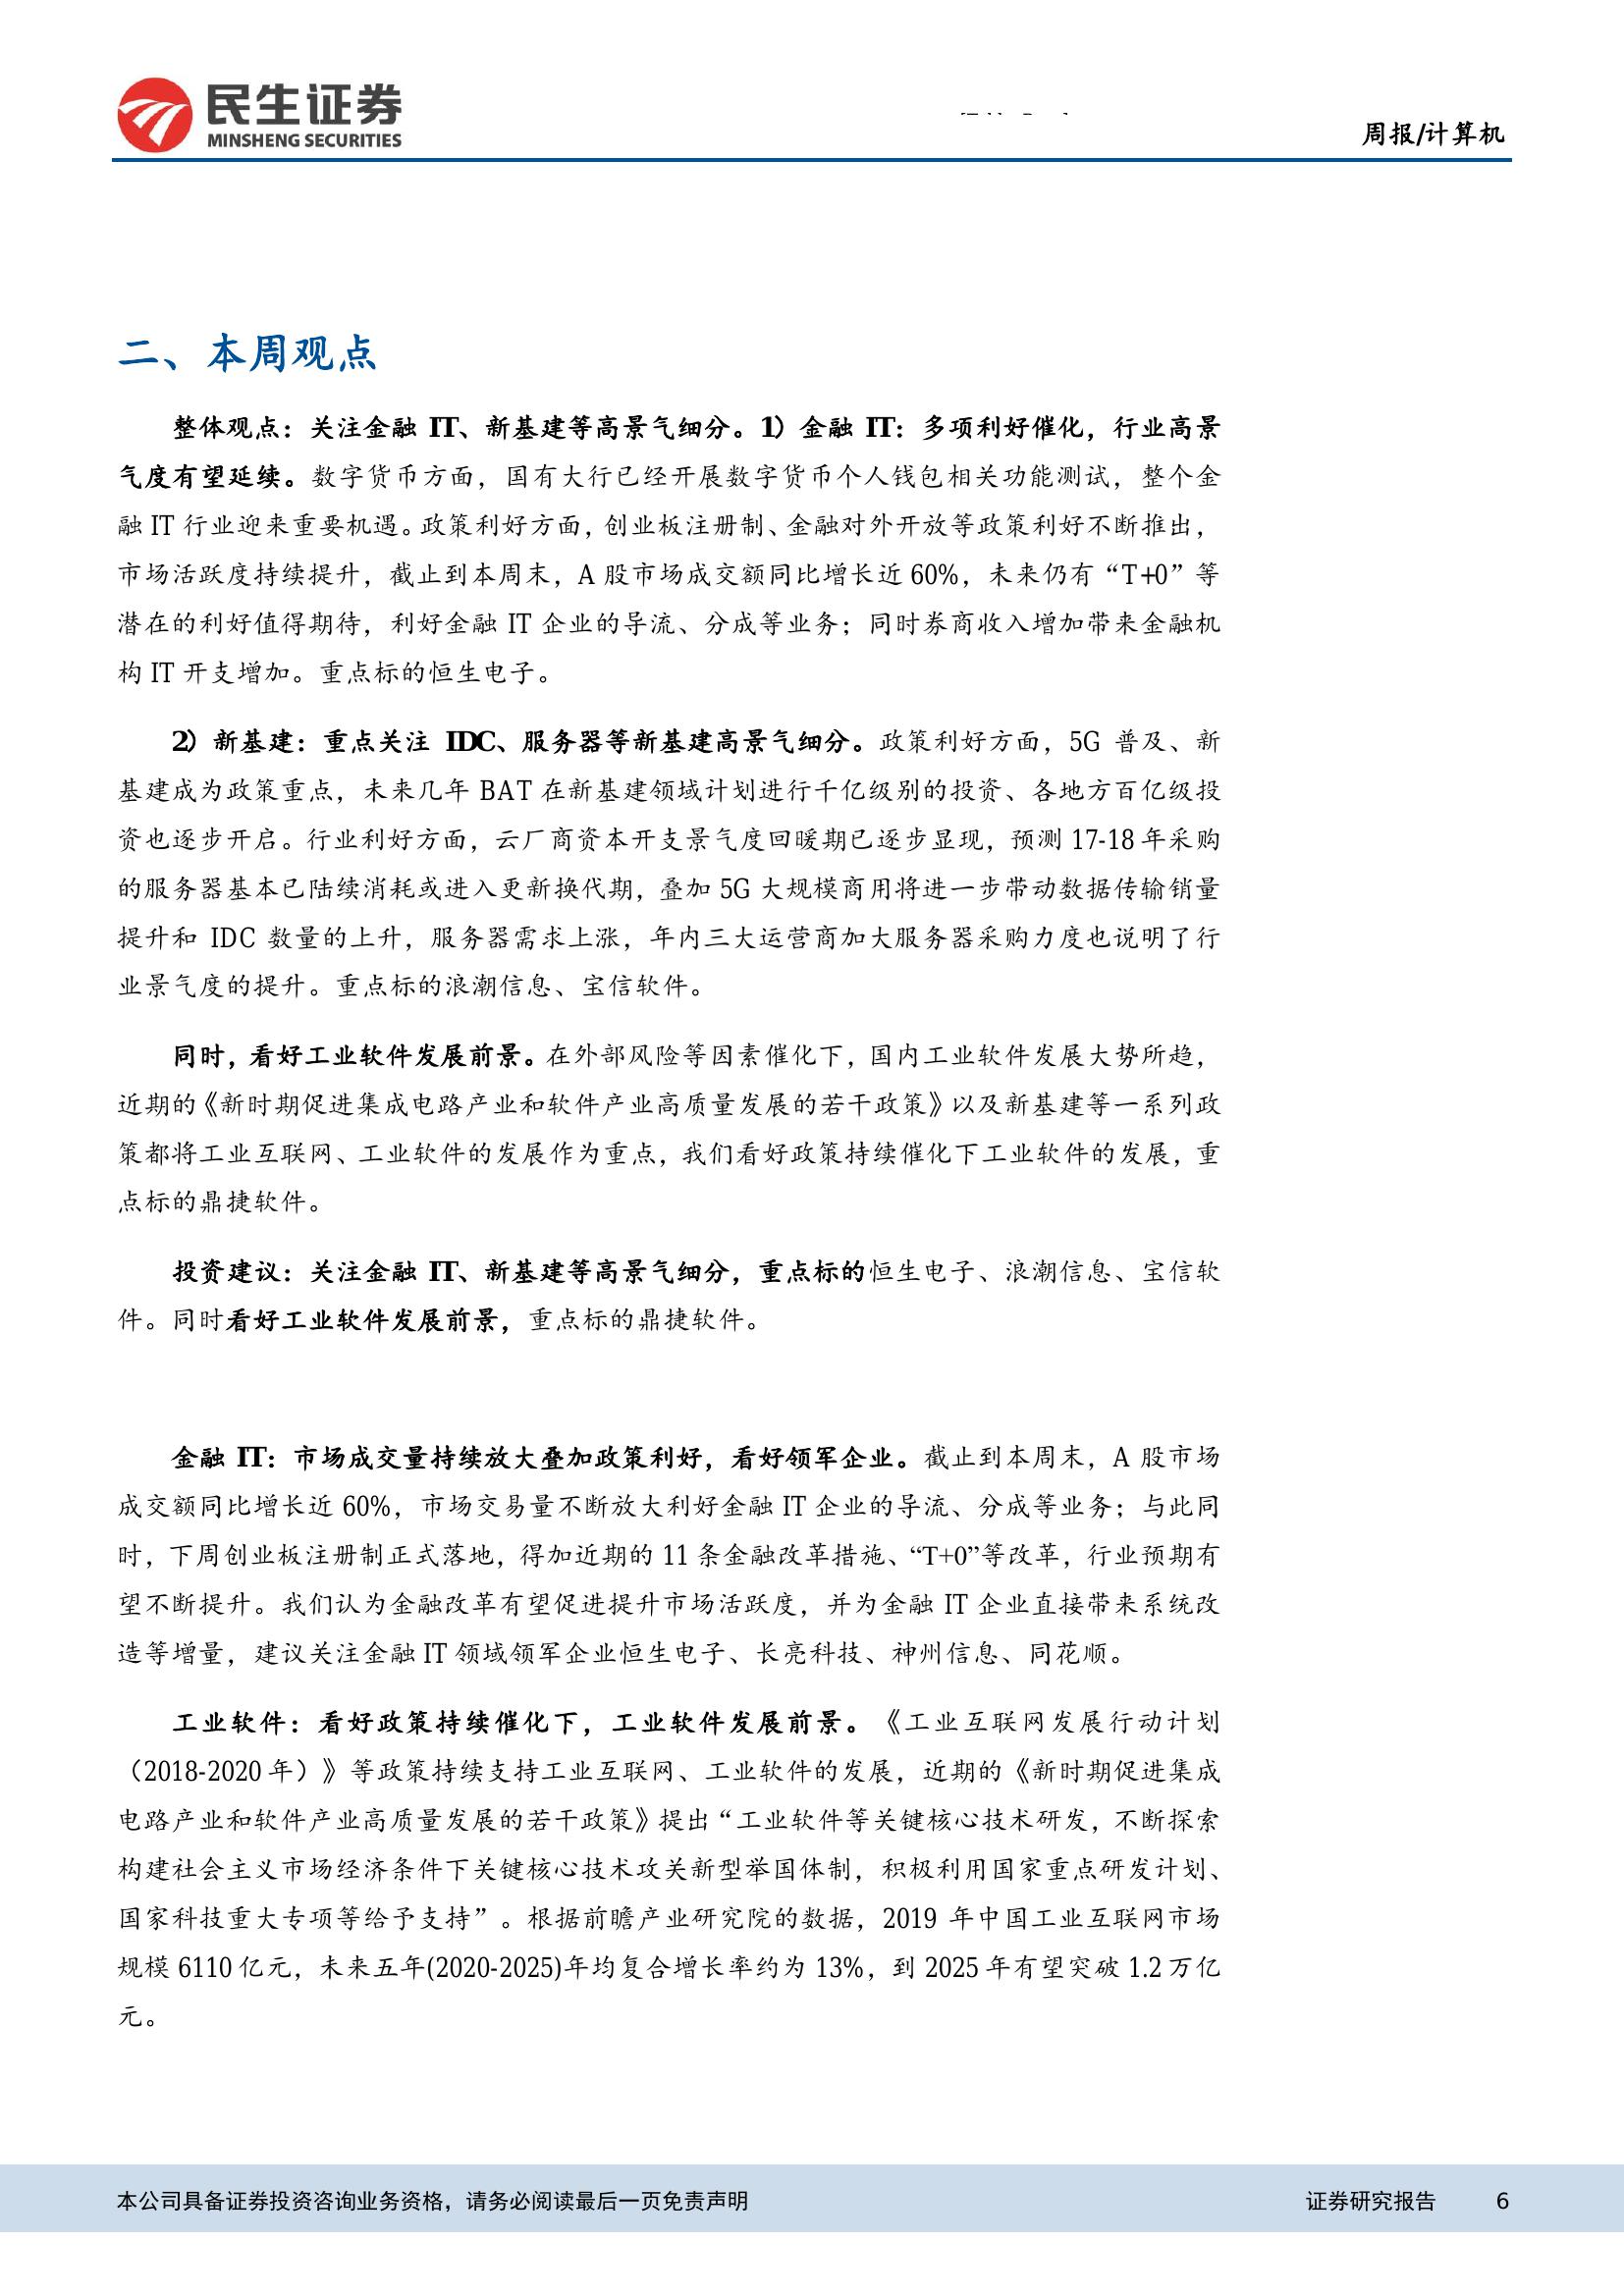 民生证券
MINSHENG SECURITIES
周报/计算机
二、本周观点
整体观点：关注金融 IT、新基建等高景气细分。1）金融 IT：多项利好催化，行业高景
气度有望延续。数字货币方面，国有大行已经开展数字货币个人钱包相关功能测试，整个金
融 IT 行业迎来重要机遇。政策利好方面，创业板注册制、金融对外开放等政策利好不断推出，
市场活跃度持续提升，截止到本周末，A 股市场成交额同比增长近 60%，未来仍有“T+0”等
潜在的利好值得期待，利好金融 IT 企业的导流、分成等业务；同时券商收入增加带来金融机
构 IT 开支增加。重点标的恒生电子。
2）新基建：重点关注 IDC、服务器等新基建高景气细分。政策利好方面，5G 普及、新
基建成为政策重点，未来几年 BAT 在新基建领域计划进行千亿级别的投资、各地方百亿级投
资也逐步开启。行业利好方面，云厂商资本开支景气度回暖期已逐步显现，预测 17-18 年采购
的服务器基本已陆续消耗或进入更新换代期，叠加 5G 大规模商用将进一步带动数据传输销量
提升和 IDC 数量的上升，服务器需求上涨，年内三大运营商加大服务器采购力度也说明了行
业景气度的提升。重点标的浪潮信息、宝信软件。
同时，看好工业软件发展前景。在外部风险等因素催化下，国内工业软件发展大势所趋，
近期的《新时期促进集成电路产业和软件产业高质量发展的若干政策》以及新基建等一系列政
策都将工业互联网、工业软件的发展作为重点，我们看好政策持续催化下工业软件的发展，重
点标的鼎捷软件。
投资建议：关注金融 IT、新基建等高景气细分，重点标的恒生电子、浪潮信息、宝信软
件。同时看好工业软件发展前景，重点标的鼎捷软件。
金融 IT：市场成交量持续放大叠加政策利好，看好领军企业。截止到本周末，A 股市场
成交额同比增长近 60%，市场交易量不断放大利好金融 IT 企业的导流、分成等业务；与此同
时，下周创业板注册制正式落地，得加近期的 11 条金融改革措施、“T+0”等改革，行业预期有
望不断提升。我们认为金融改革有望促进提升市场活跃度，并为金融 IT 企业直接带来系统改
造等增量，建议关注金融 IT 领域领军企业恒生电子、长亮科技、神州信息、同花顺。
工业软件：看好政策持续催化下，工业软件发展前景。《工业互联网发展行动计划
（2018-2020 年）》等政策持续支持工业互联网、工业软件的发展，近期的《新时期促进集成
电路产业和软件产业高质量发展的若干政策》提出“工业软件等关键核心技术研发，不断探索
构建社会主义市场经济条件下关键核心技术攻关新型举国体制，积极利用国家重点研发计划、
国家科技重大专项等给予支持”。根据前瞻产业研究院的数据，2019 年中国工业互联网市场
规模 6110 亿元，未来五年(2020-2025)年均复合增长率约为 13%，到 2025 年有望突破 1.2 万亿
元。
本公司具备证券投资咨询业务资格，请务必阅读最后一页免责声明
证券研究报告 6